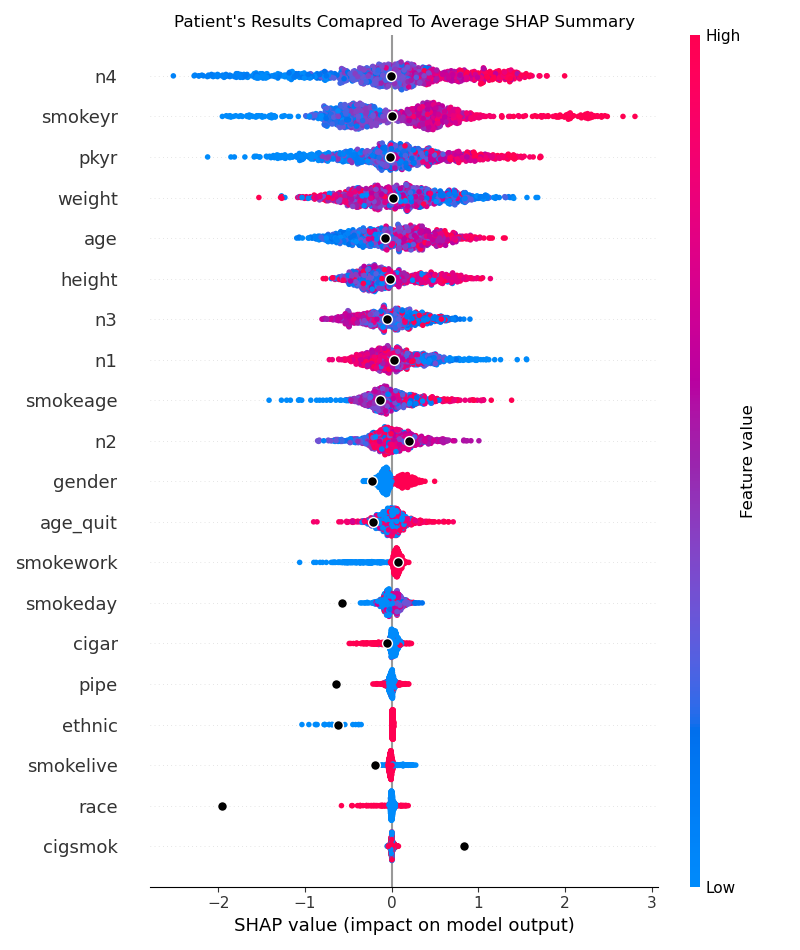 Patient's Results Comapred To Average SHAP Summary
High
n4
smokeyr
pkyr
weight
age
height
n3
n1
smokeage
n2
gender
age_quit
smokework
smokeday
cigar
pipe
ethnic
smokelive
race
cigsmok
Feature value
Low
−2
−1
0
1
2
3
SHAP value (impact on model output)